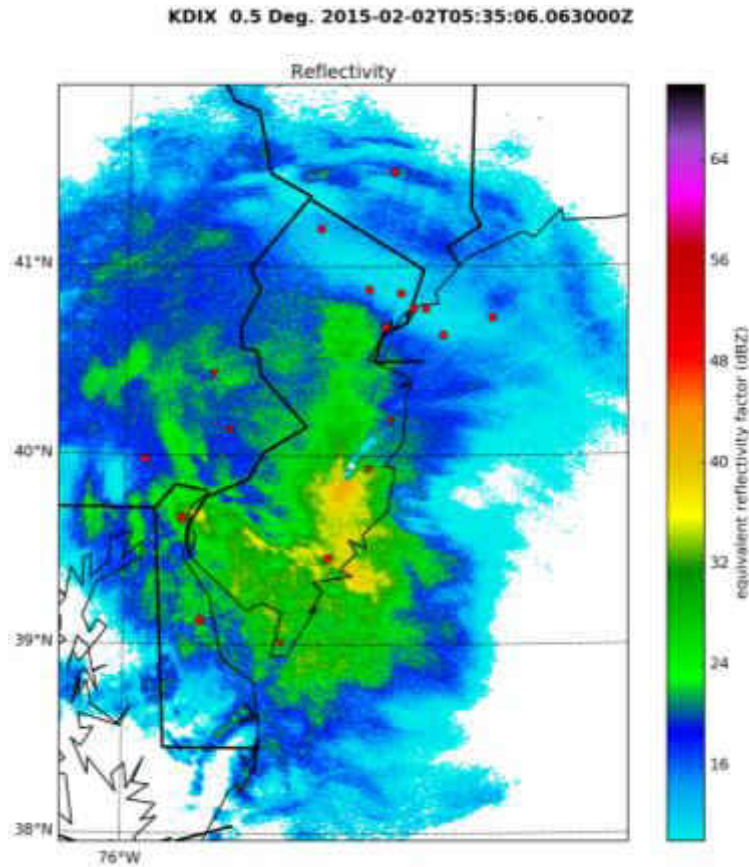 KDIX 0.5 Deg. 2015-02-02T05:35:06.063000Z
Reflectivity
64
56
48
40
32
24
16
equivalent reflectivity factor (dBZ)
41°N
40°N
39°N
38°N
76°W